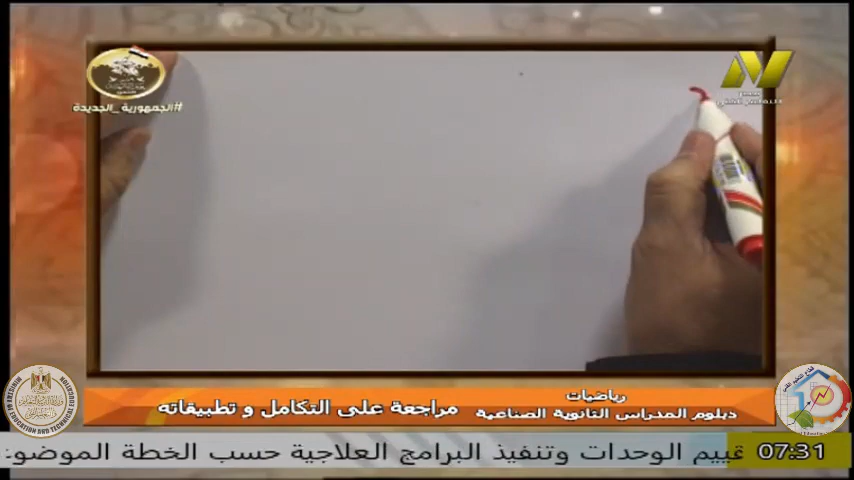 #الجمهورية_الجديدة
رياضيات
دبلوم المدارس الثانوية الصناعية
مراجعة على التكامل و تطبيقاته
تقييم الوحدات وتنفيذ البرامج العلاجية حسب الخطة الموضوعة
07:31